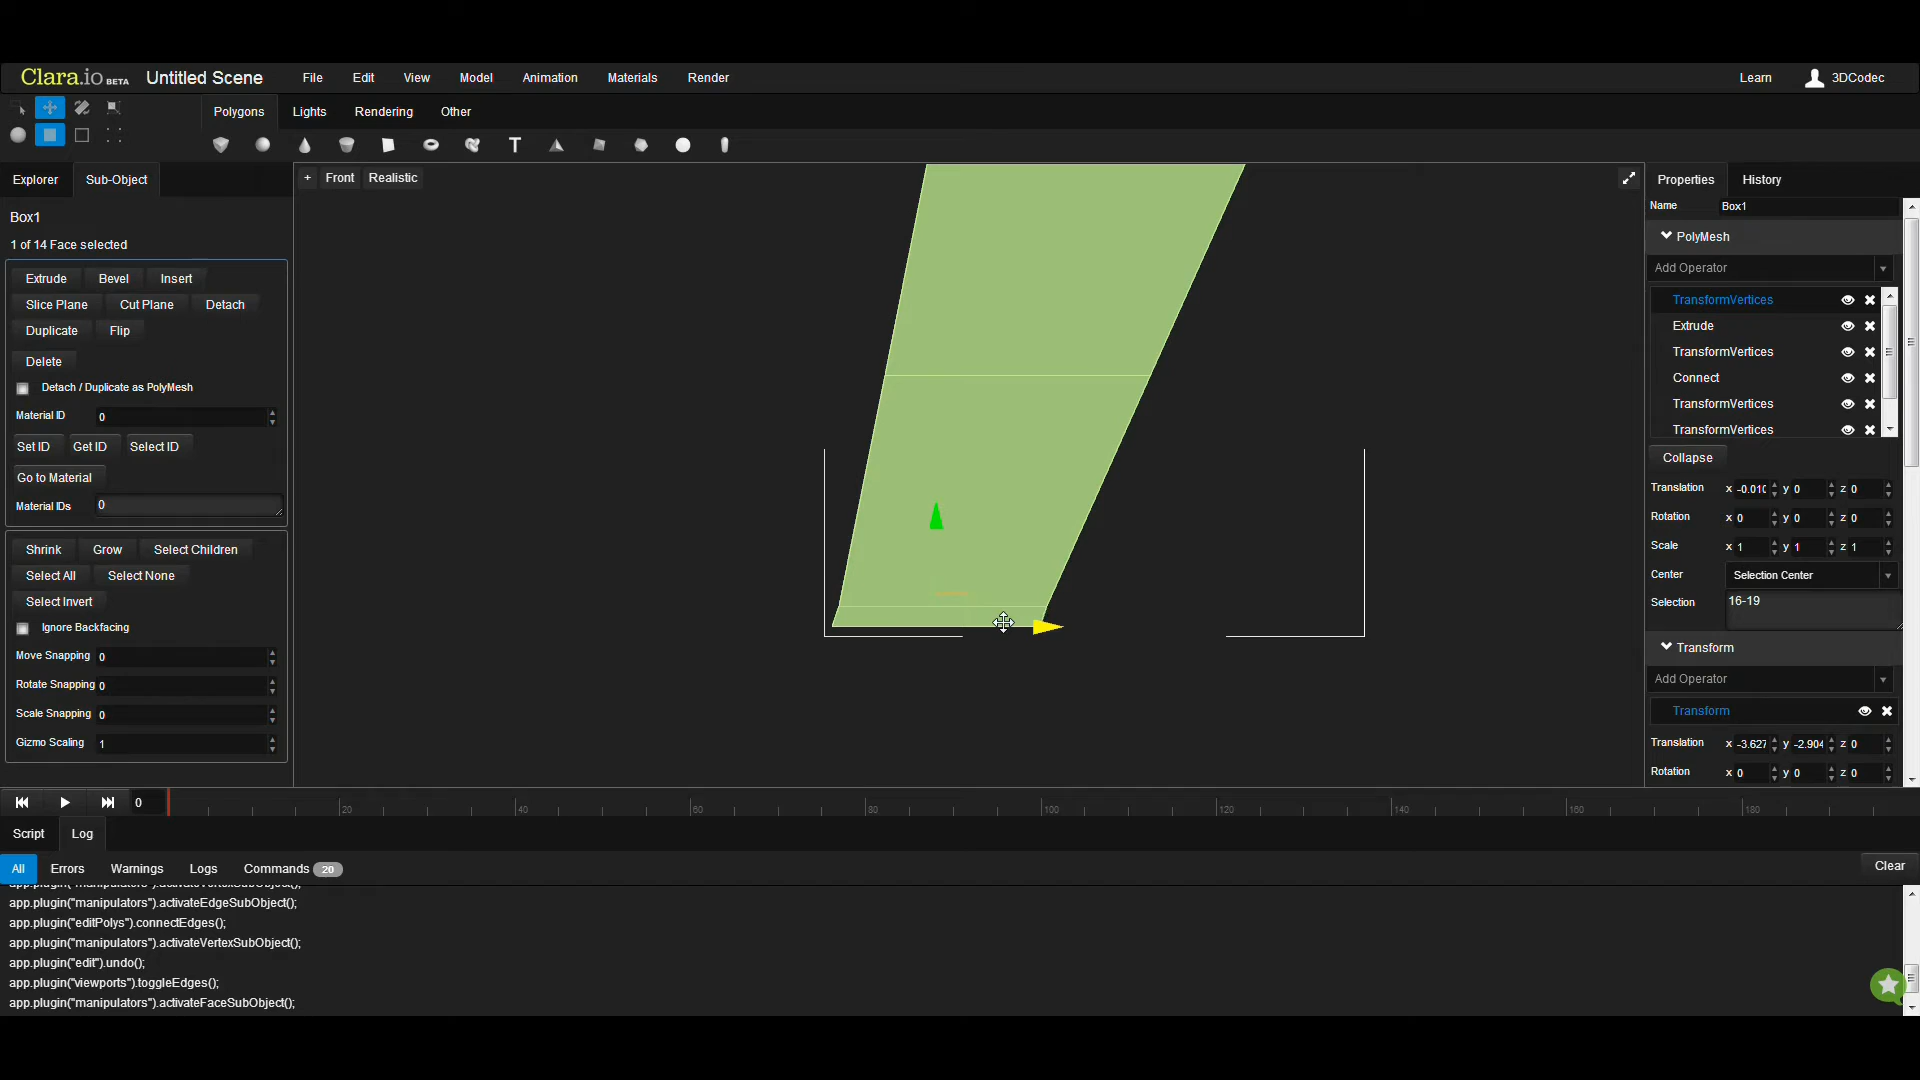 Clara.io BETA Untitled Scene File Edit View Model Animation Materials Render Learn 3DCodec
Polygons Lights Rendering Other
T
Explorer Sub-Object
+ Front Realistic
Properties History
Box1
1 of 14 Face selected
Extrude Bevel Insert
Slice Plane Cut Plane Detach
Duplicate Flip
Delete
Detach / Duplicate as PolyMesh
Material ID 0
Set ID Get ID Select ID
Go to Material
Material IDs 0
Shrink Grow Select Children
Select All Select None
Select Invert
Ignore Backfacing
Move Snapping 0
Rotate Snapping 0
Scale Snapping 0
Gizmo Scaling 1
Name Box1
PolyMesh
Add Operator
TransformVertices
Extrude
TransformVertices
Connect
TransformVertices
TransformVertices
Collapse
Translation x -0.010 y 0 z 0
Rotation x 0 y 0 z 0
Scale x 1 y 1 z 1
Center Selection Center
Selection 16-19
Transform
Add Operator
Transform
Translation x -3.627 y -2.904 z 0
Rotation x 0 y 0 z 0
0 20 40 60 80 100 120 140 160 180
Script Log
All Errors Warnings Logs Commands 20 Clear
app.plugin("manipulators").activateVertexSubObject();
app.plugin("manipulators").activateEdgeSubObject();
app.plugin("editPolys").connectEdges();
app.plugin("manipulators").activateVertexSubObject();
app.plugin("edit").undo();
app.plugin("viewports").toggleEdges();
app.plugin("manipulators").activateFaceSubObject();